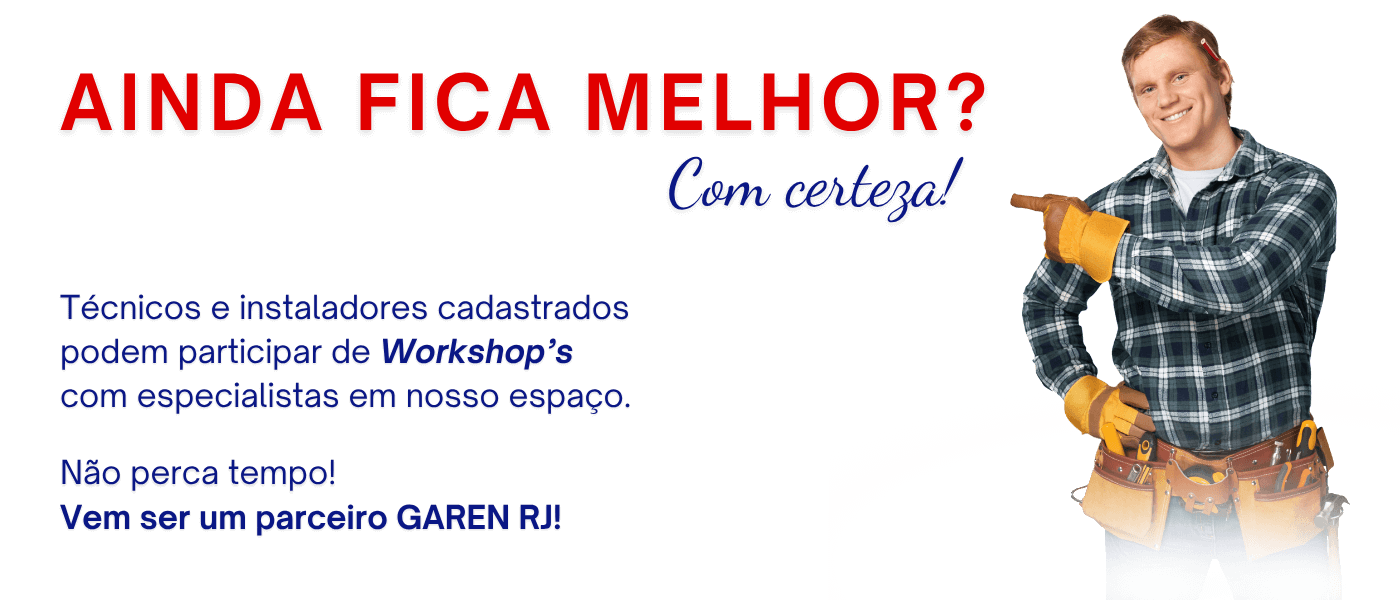 AINDA FICA MELHOR?
Com certeza!
Técnicos e instaladores cadastrados
podem participar de Workshop’s
com especialistas em nosso espaço.
Não perca tempo!
Vem ser um parceiro GAREN RJ!